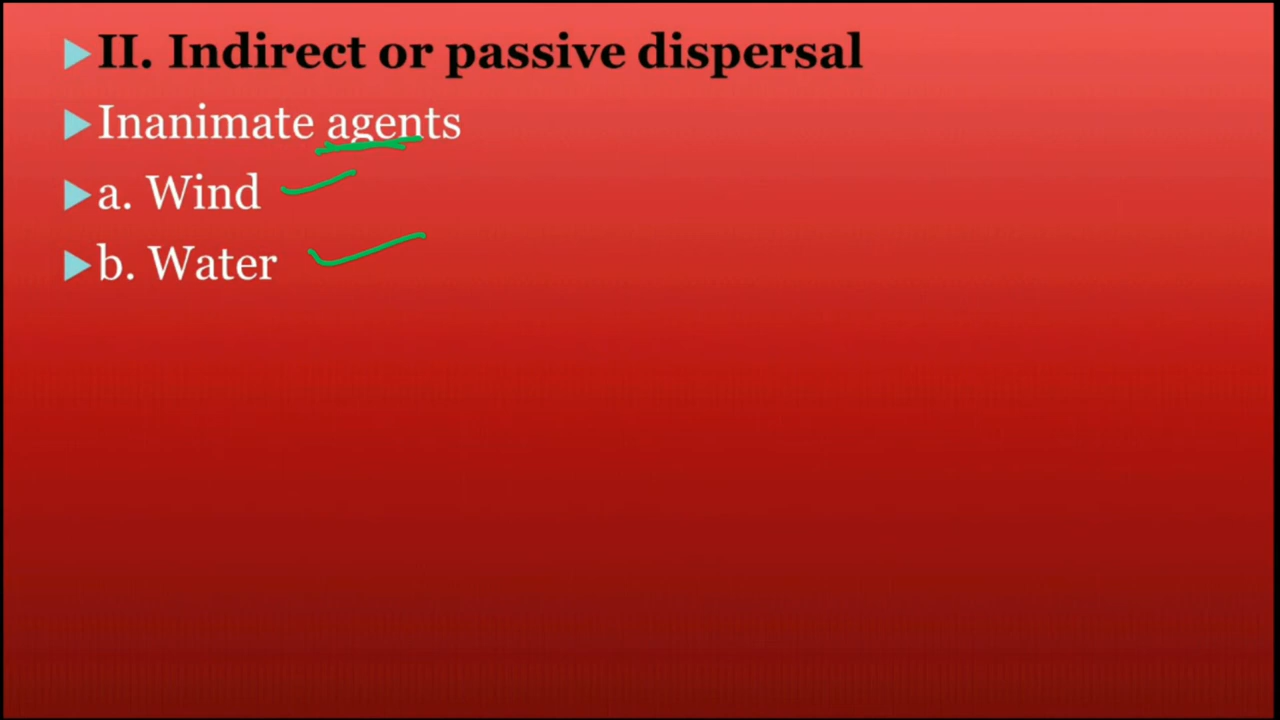 II. Indirect or passive dispersal
Inanimate agents
a. Wind
b. Water